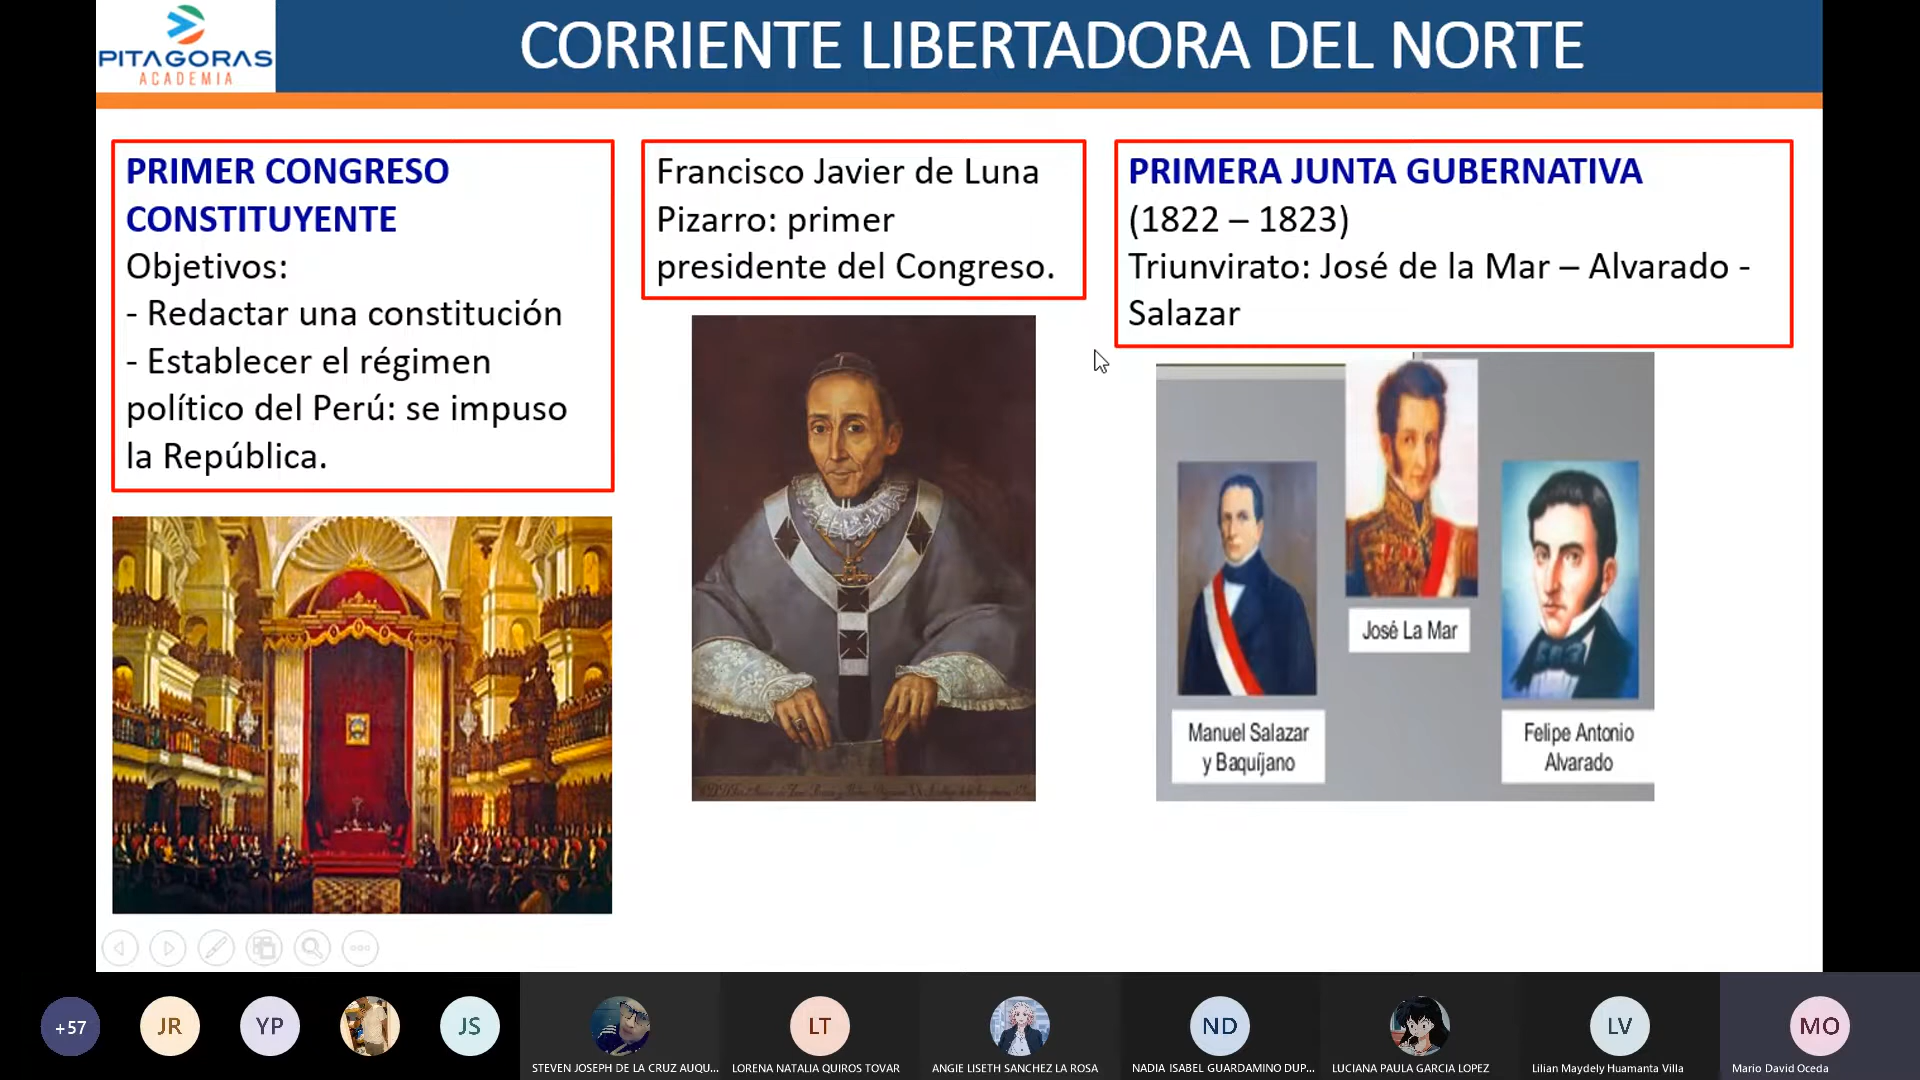 PITAGORAS
ACADEMIA
CORRIENTE LIBERTADORA DEL NORTE
PRIMER CONGRESO
CONSTITUYENTE
Objetivos:
- Redactar una constitución
- Establecer el régimen
político del Perú: se impuso
la República.
Francisco Javier de Luna
Pizarro: primer
presidente del Congreso.
PRIMERA JUNTA GUBERNATIVA
(1822 – 1823)
Triunvirato: José de la Mar – Alvarado -
Salazar
José La Mar
Manuel Salazar
y Baquíjano
Felipe Antonio
Alvarado
+57
JR
YP
JS
LT
ND
LV
MO
STEVEN JOSEPH DE LA CRUZ AUQU...
LORENA NATALIA QUIROS TOVAR
ANGIE LISETH SANCHEZ LA ROSA
NADIA ISABEL GUARDAMINO DUP...
LUCIANA PAULA GARCIA LOPEZ
Lilian Maydely Huamanta Villa
Mario David Oceda